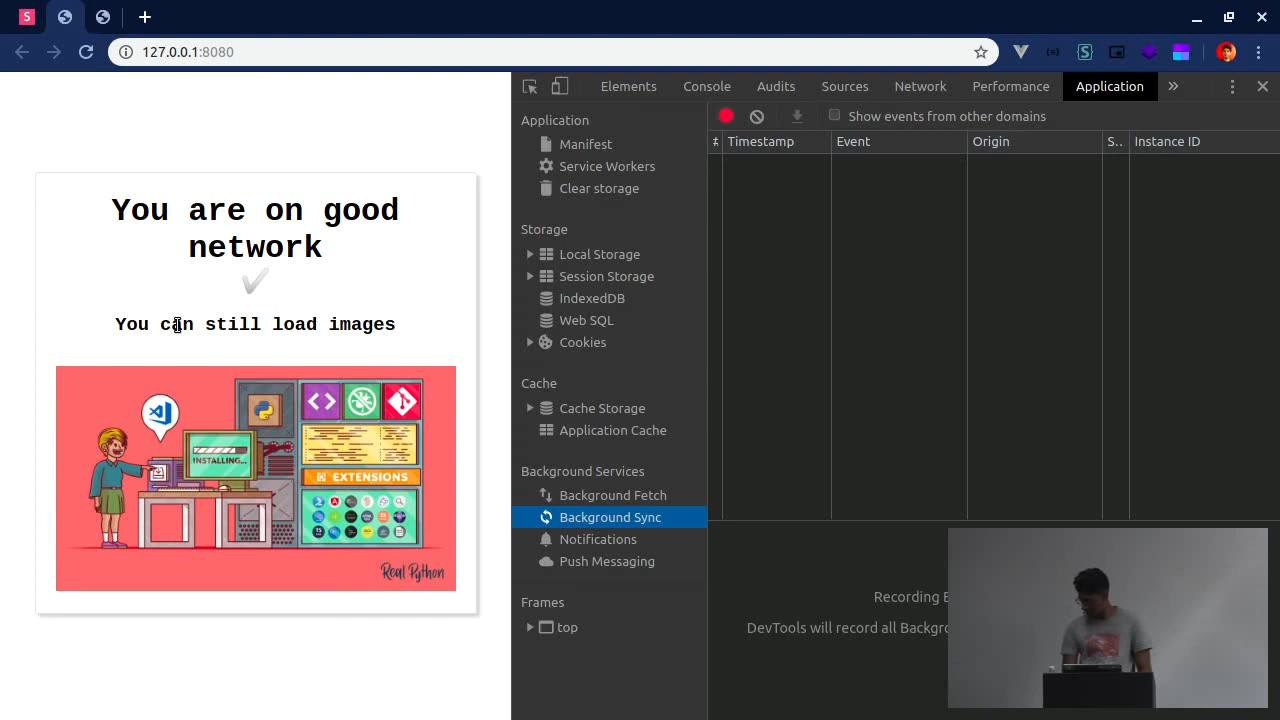 S
127.0.0.1:8080
Elements Console Audits Sources Network Performance Application
Show events from other domains
# Timestamp Event Origin S.. Instance ID
Application
Manifest
Service Workers
Clear storage
Storage
Local Storage
Session Storage
IndexedDB
Web SQL
Cookies
Cache
Cache Storage
Application Cache
Background Services
Background Fetch
Background Sync
Notifications
Push Messaging
Frames
top
You are on good
network
You can still load images
INSTALLING...
EXTENSIONS
Real Python
Recording
DevTools will record all